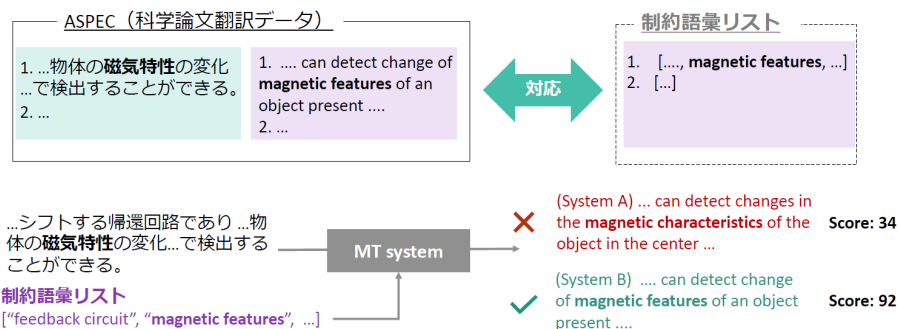 ASPEC（科学論文翻訳データ）
1. …物体の磁気特性の変化
…で検出することができる。
2. …
1. .... can detect change of
magnetic features of an
object present ....
2. …
対応
制約語彙リスト
1. [...., magnetic features, …]
2. […]
…シフトする帰還回路であり …物
体の磁気特性の変化…で検出する
ことができる。
制約語彙リスト
[“feedback circuit”, “magnetic features”, …]
MT system
(System A) ... can detect changes in
the magnetic characteristics of the
object in the center ...
Score: 34
(System B) .... can detect change
of magnetic features of an object
present ....
Score: 92